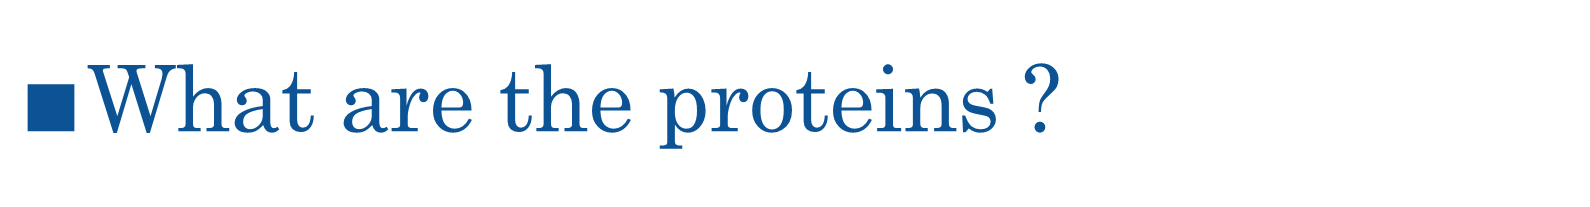 ■What are the proteins ?